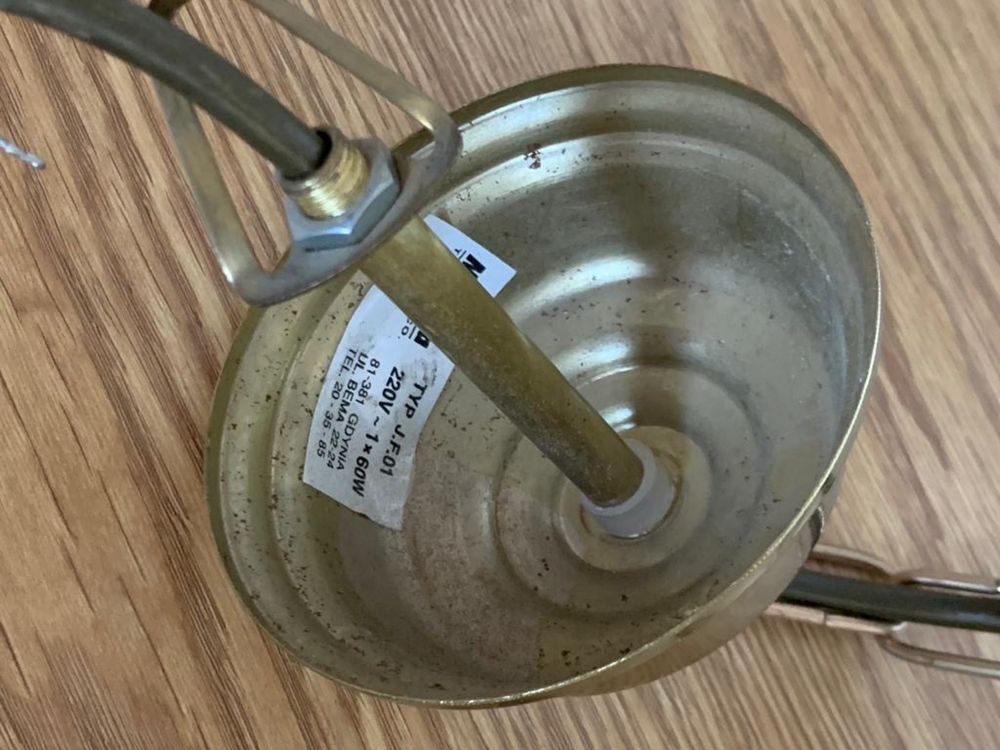 TYP J.F.01
220V ~ 1 x 60W
81-381 GDYNIA
UL. BEMA 22-24
TEL. 20-35-85